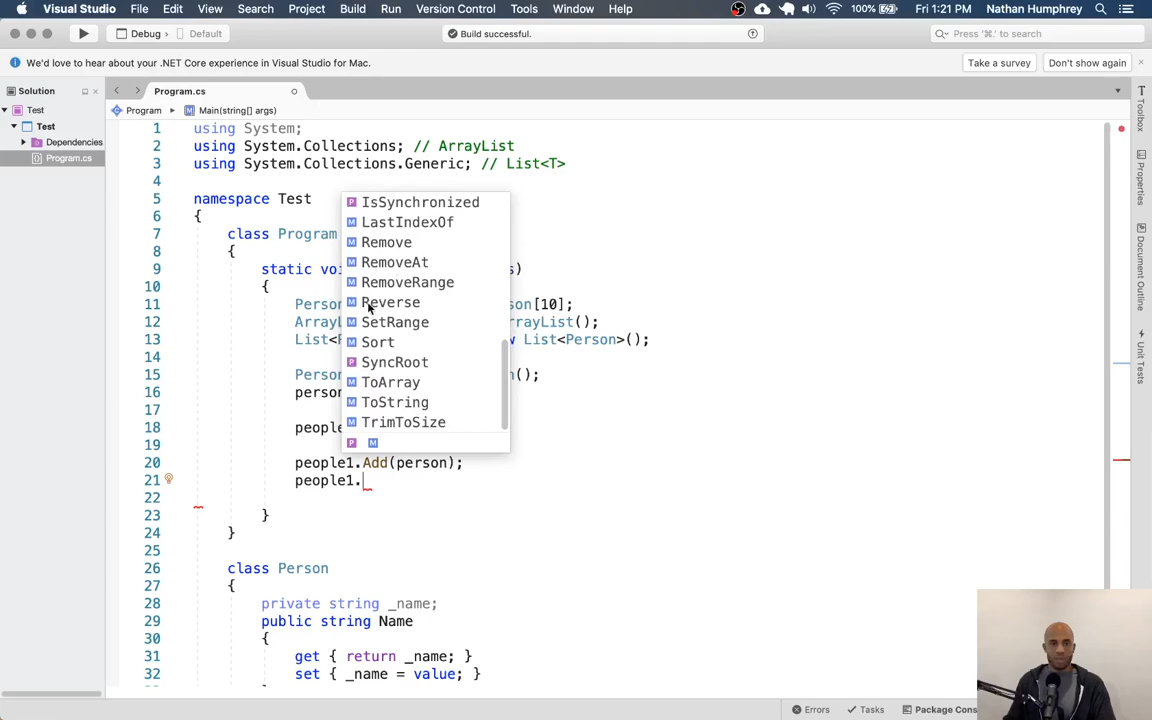 Visual Studio File Edit View Search Project Build Run Version Control Tools Window Help 100% Fri 1:21 PM Nathan Humphrey
Debug Default Build successful. Press '⌘.' to search
We'd love to hear about your .NET Core experience in Visual Studio for Mac. Take a survey Don't show again
Solution
Test
Test
Dependencies
Program.cs
Program.cs
Program Main(string[] args)
1 using System;
2 using System.Collections; // ArrayList
3 using System.Collections.Generic; // List<T>
4
5 namespace Test
6 {
7 class Program
8 {
9 static voi s)
10 {
11 Person son[10];
12 ArrayL rrayList();
13 List<P w List<Person>();
14
15 Person n();
16 person
17
18 people
19
20 people1.Add(person);
21 people1.
22
23 }
24 }
25
26 class Person
27 {
28 private string _name;
29 public string Name
30 {
31 get { return _name; }
32 set { _name = value; }
IsSynchronized
LastIndexOf
Remove
RemoveAt
RemoveRange
Reverse
SetRange
Sort
SyncRoot
ToArray
ToString
TrimToSize
Toolbox
Properties
Document Outline
Unit Tests
Errors Tasks Package Cons